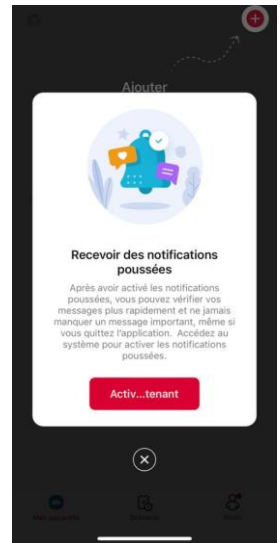 Ajouter
Recevoir des notifications
poussées
Après avoir activé les notifications
poussées, vous pouvez vérifier vos
messages plus rapidement et ne jamais
manquer un message important, même si
vous quittez l'application. Accédez au
système pour activer les notifications
poussées.
Activ...tenant
Mes appareils